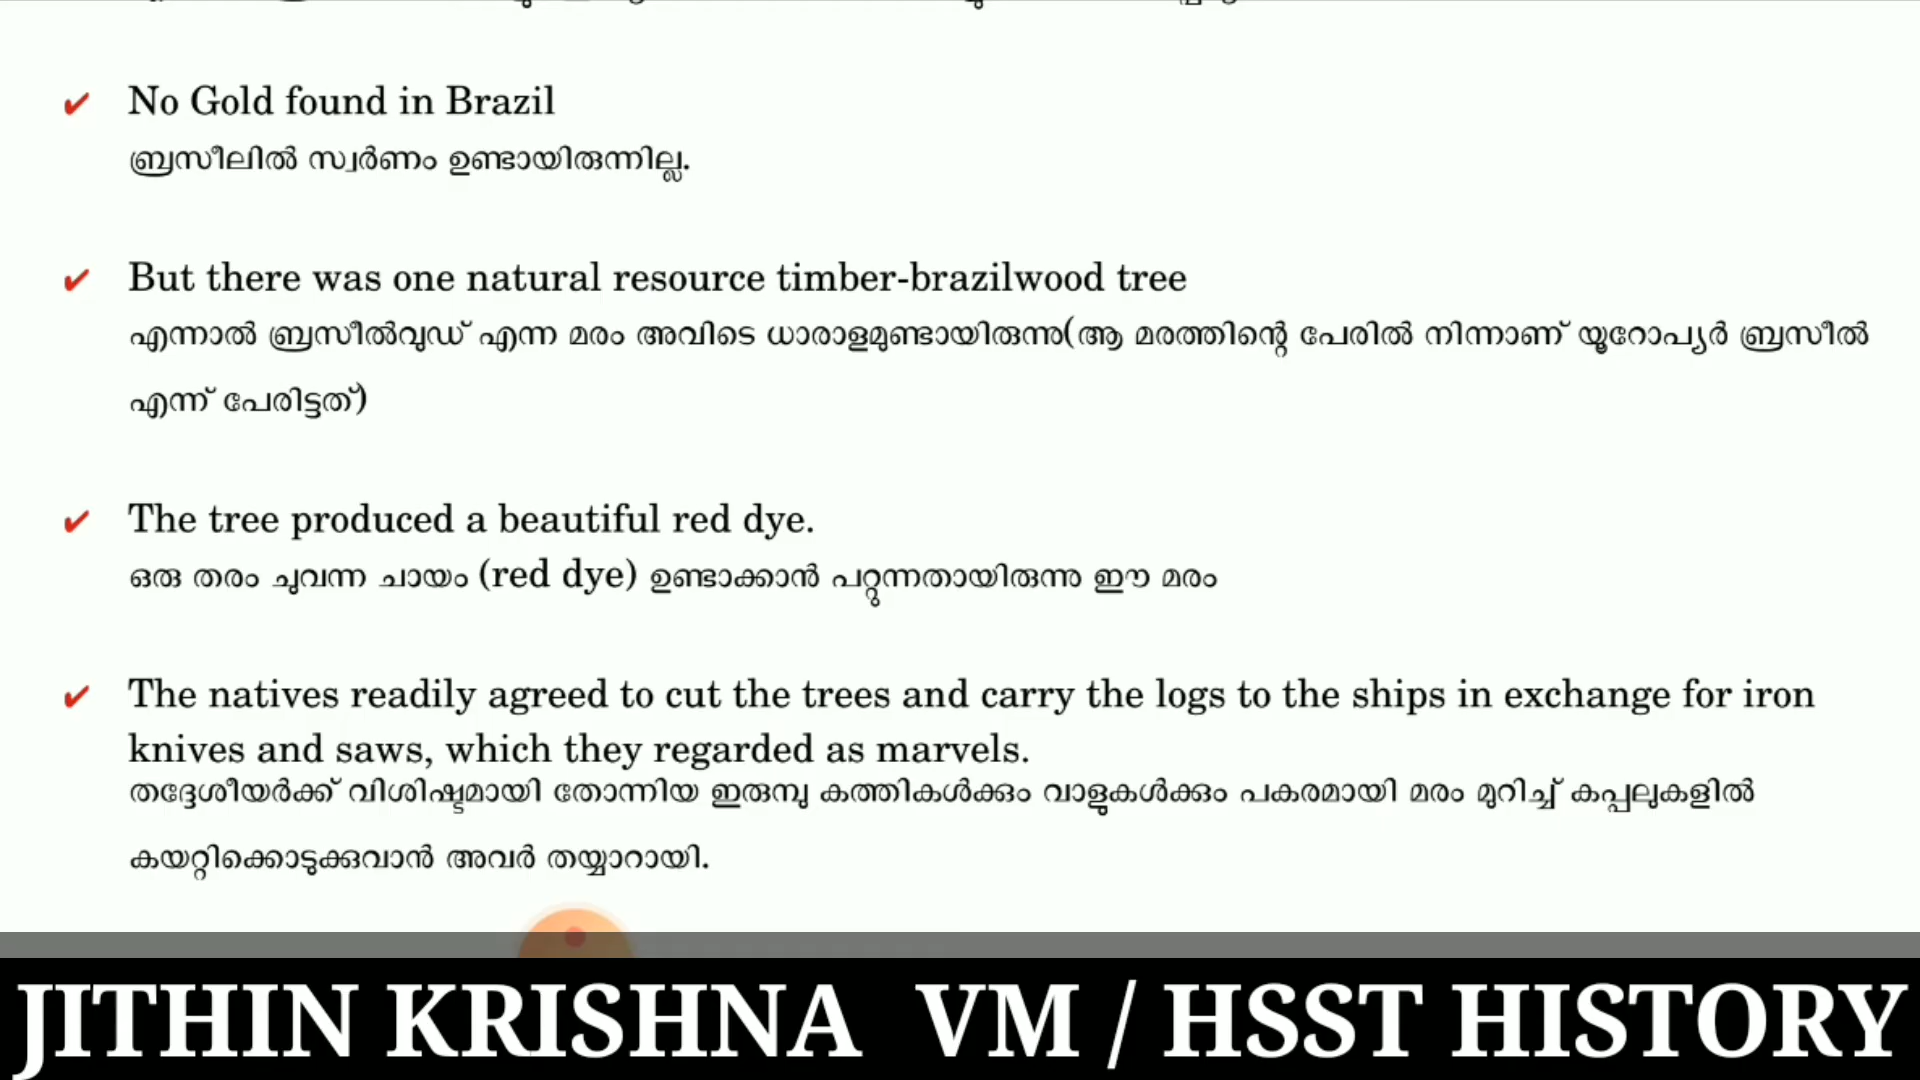 No Gold found in Brazil
ബ്രസീലിൽ സ്വർണം ഉണ്ടായിരുന്നില്ല.
But there was one natural resource timber-brazilwood tree
എന്നാൽ ബ്രസീൽവുഡ് എന്ന മരം അവിടെ ധാരാളമുണ്ടായിരുന്നു(ആ മരത്തിന്റെ പേരിൽ നിന്നാണ് യൂറോപ്യർ ബ്രസീൽ
എന്ന് പേരിട്ടത്)
The tree produced a beautiful red dye.
ഒരു തരം ചുവന്ന ചായം (red dye) ഉണ്ടാക്കാൻ പറ്റുന്നതായിരുന്നു ഈ മരം
The natives readily agreed to cut the trees and carry the logs to the ships in exchange for iron
knives and saws, which they regarded as marvels.
തദ്ദേശീയർക്ക് വിശിഷ്ടമായി തോന്നിയ ഇരുമ്പു കത്തികൾക്കും വാളുകൾക്കും പകരമായി മരം മുറിച്ച് കപ്പലുകളിൽ
കയറ്റിക്കൊടുക്കുവാൻ അവർ തയ്യാറായി.
JITHIN KRISHNA VM / HSST HISTORY